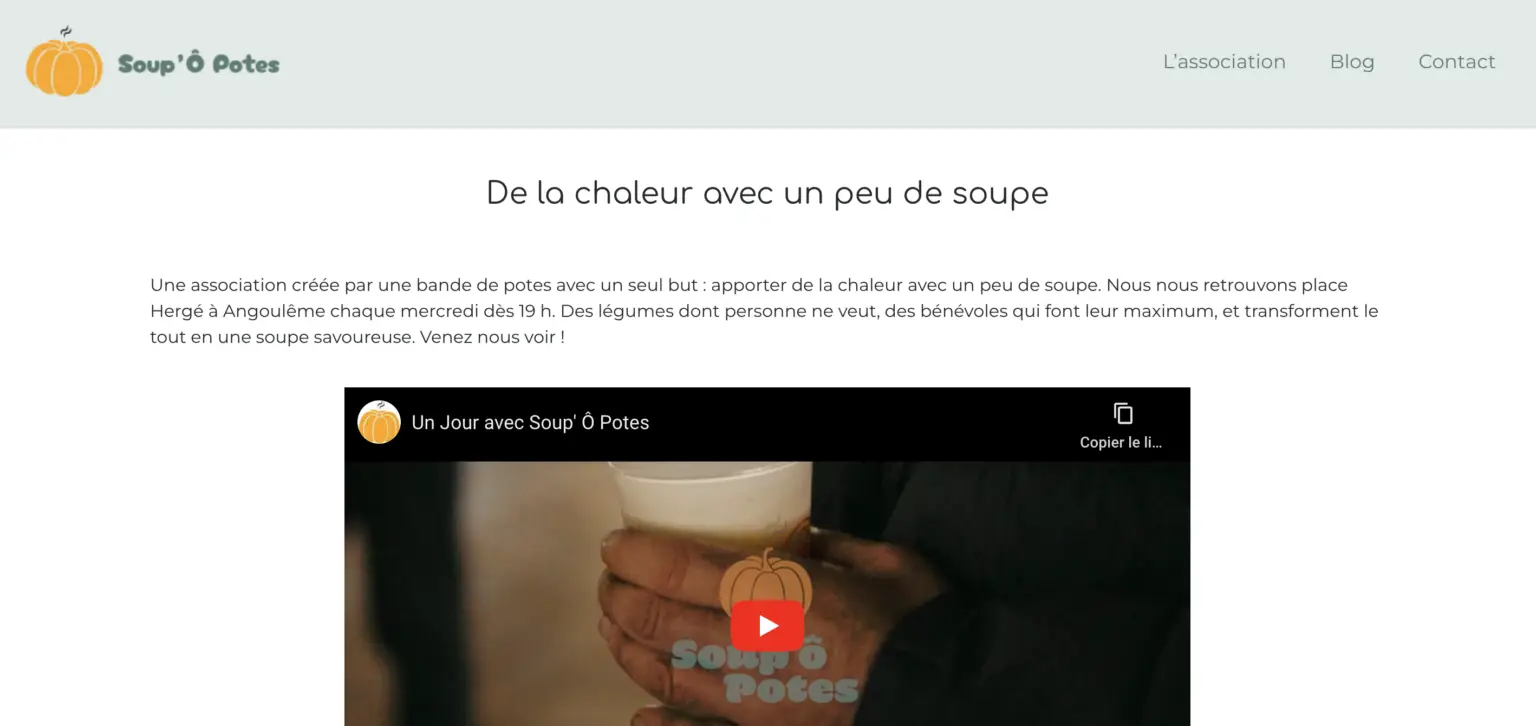 Soup'Ô Potes
L'association Blog Contact
De la chaleur avec un peu de soupe
Une association créée par une bande de potes avec un seul but : apporter de la chaleur avec un peu de soupe. Nous nous retrouvons place
Hergé à Angoulême chaque mercredi dès 19 h. Des légumes dont personne ne veut, des bénévoles qui font leur maximum, et transforment le
tout en une soupe savoureuse. Venez nous voir !
Un Jour avec Soup' Ô Potes
Copier le li...
Soup'Ô
Potes